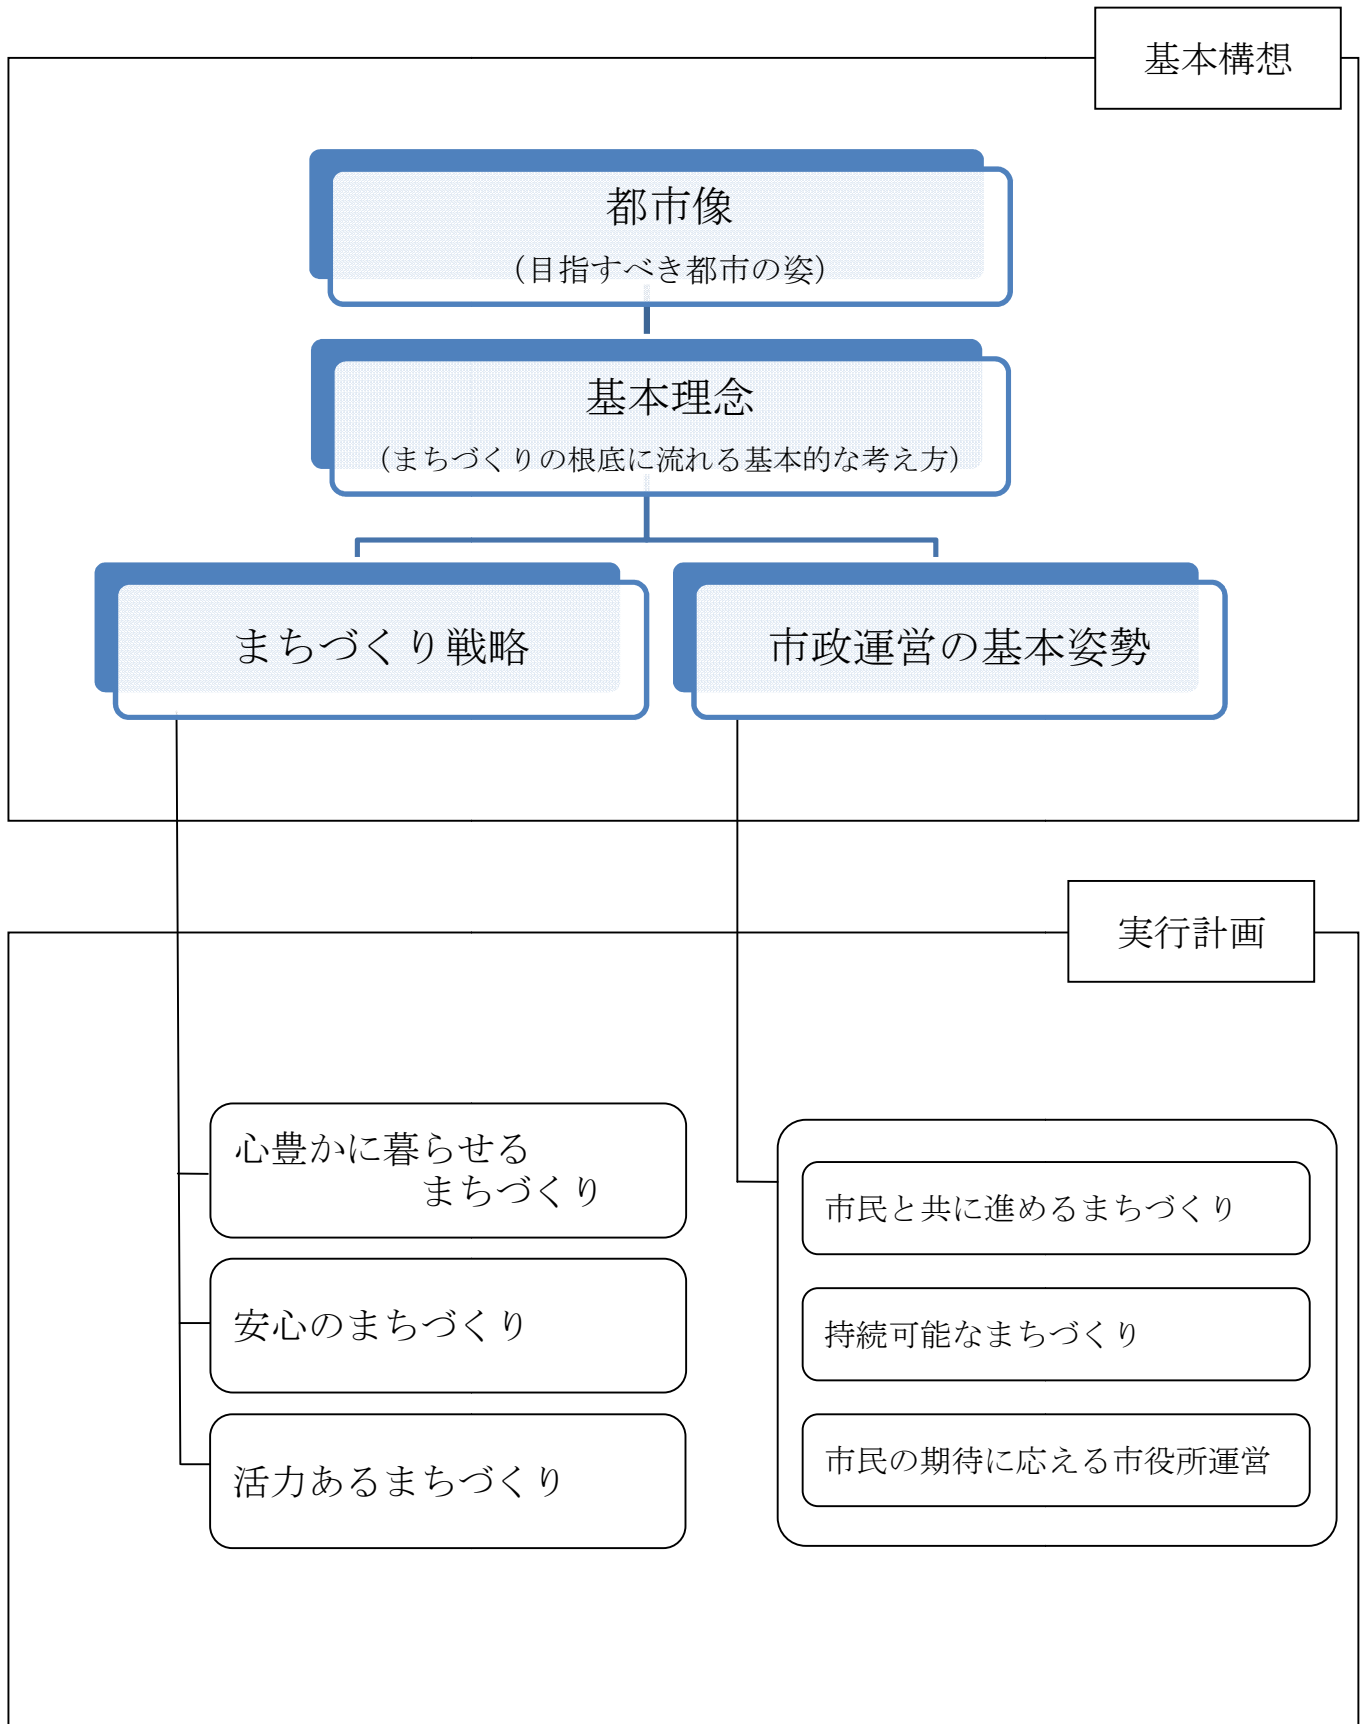 基本構想
都市像
（目指すべき都市の姿）
基本理念
（まちづくりの根底に流れる基本的な考え方）
まちづくり戦略
市政運営の基本姿勢
実行計画
心豊かに暮らせる
まちづくり
安心のまちづくり
活力あるまちづくり
市民と共に進めるまちづくり
持続可能なまちづくり
市民の期待に応える市役所運営